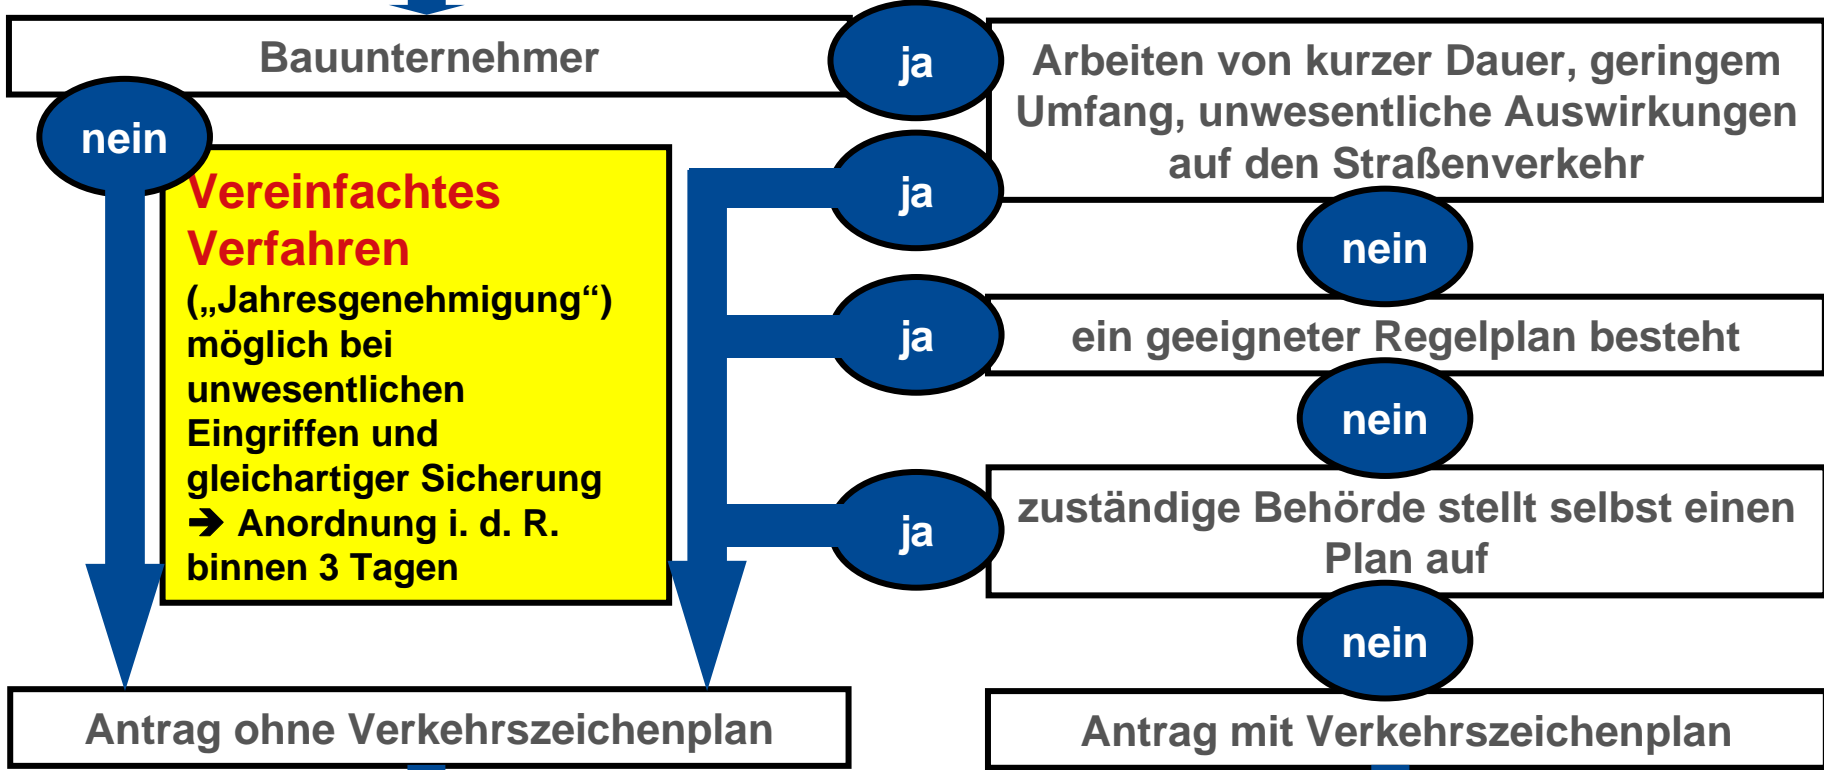 Bauunternehmer
ja
Arbeiten von kurzer Dauer, geringem
Umfang, unwesentliche Auswirkungen
auf den Straßenverkehr
nein
Vereinfachtes
Verfahren
(„Jahresgenehmigung“)
möglich bei
unwesentlichen
Eingriffen und
gleichartiger Sicherung
➔ Anordnung i. d. R.
binnen 3 Tagen
ja
nein
ja
ein geeigneter Regelplan besteht
nein
ja
zuständige Behörde stellt selbst einen
Plan auf
nein
Antrag ohne Verkehrszeichenplan
Antrag mit Verkehrszeichenplan